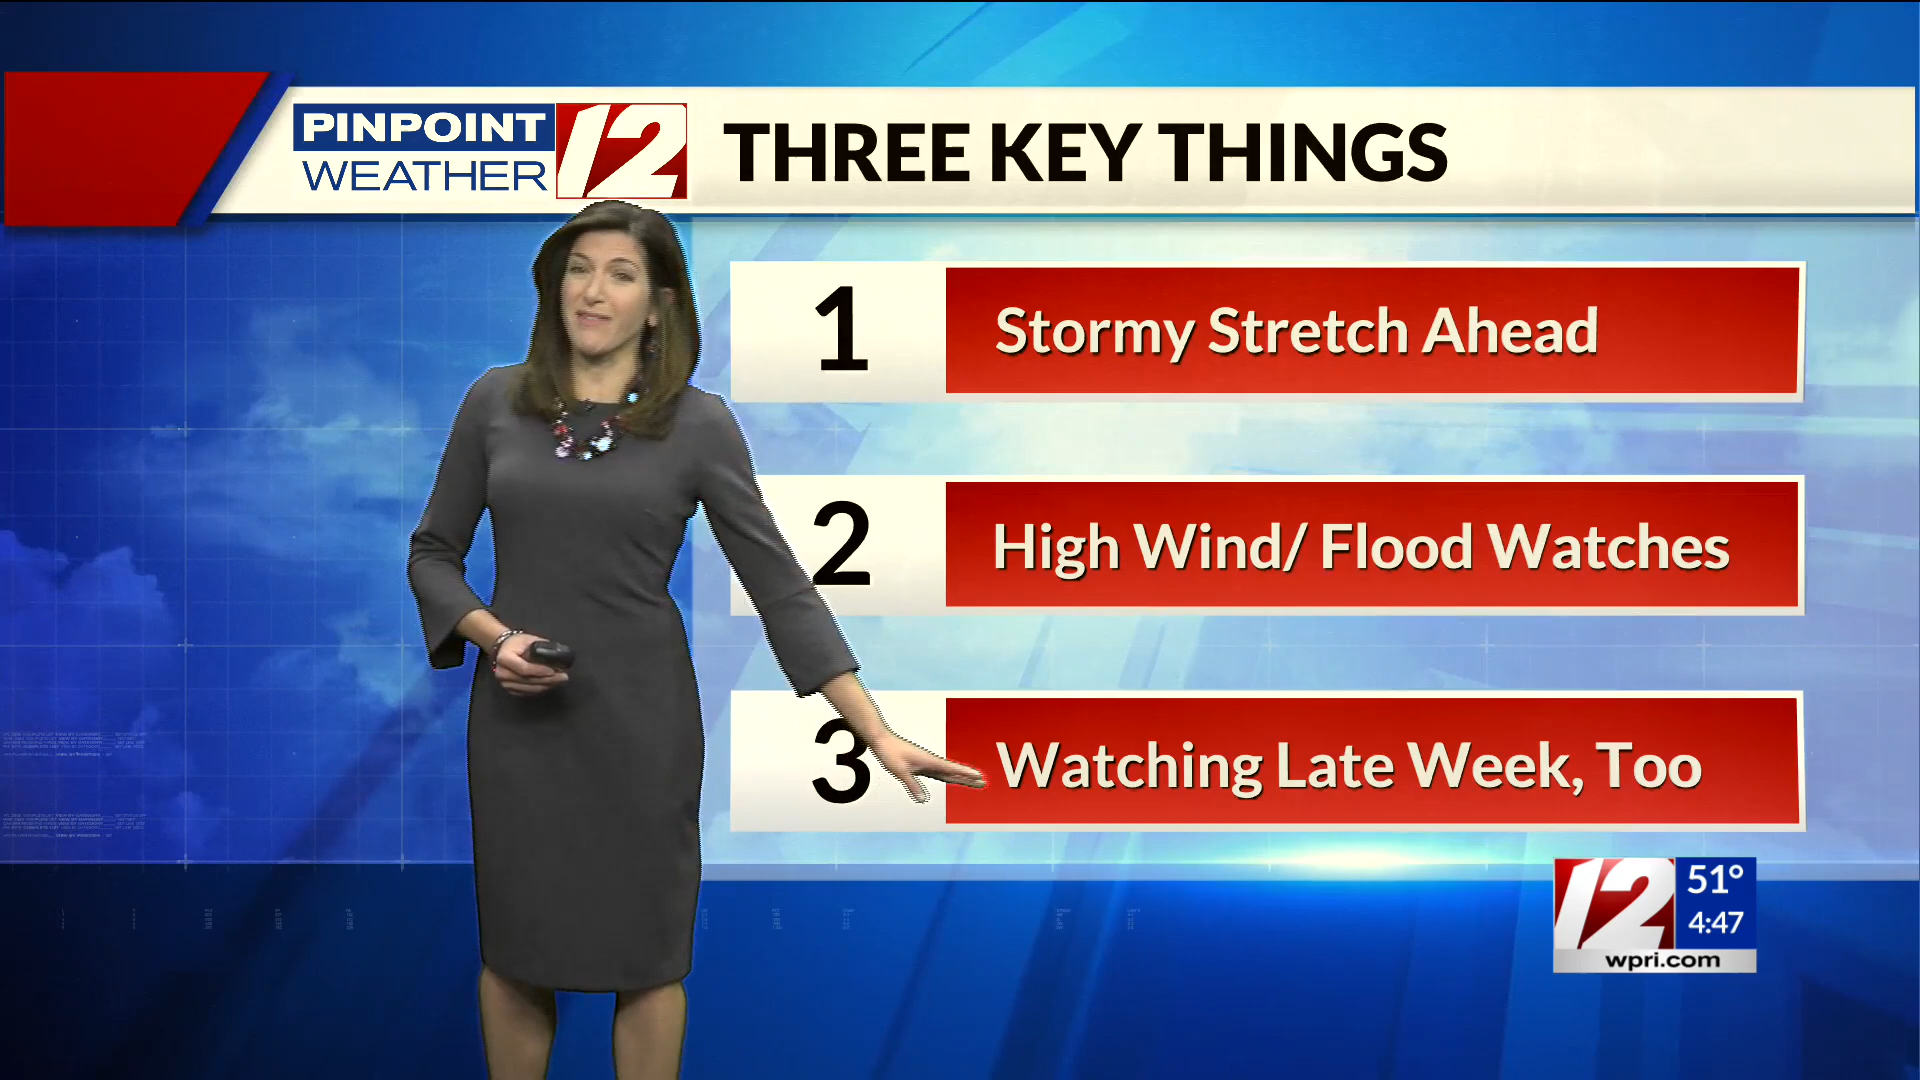 PINPOINT
WEATHER
12
THREE KEY THINGS
1
Stormy Stretch Ahead
2
High Wind/ Flood Watches
3
Watching Late Week, Too
12
51°
4:47
wpri.com